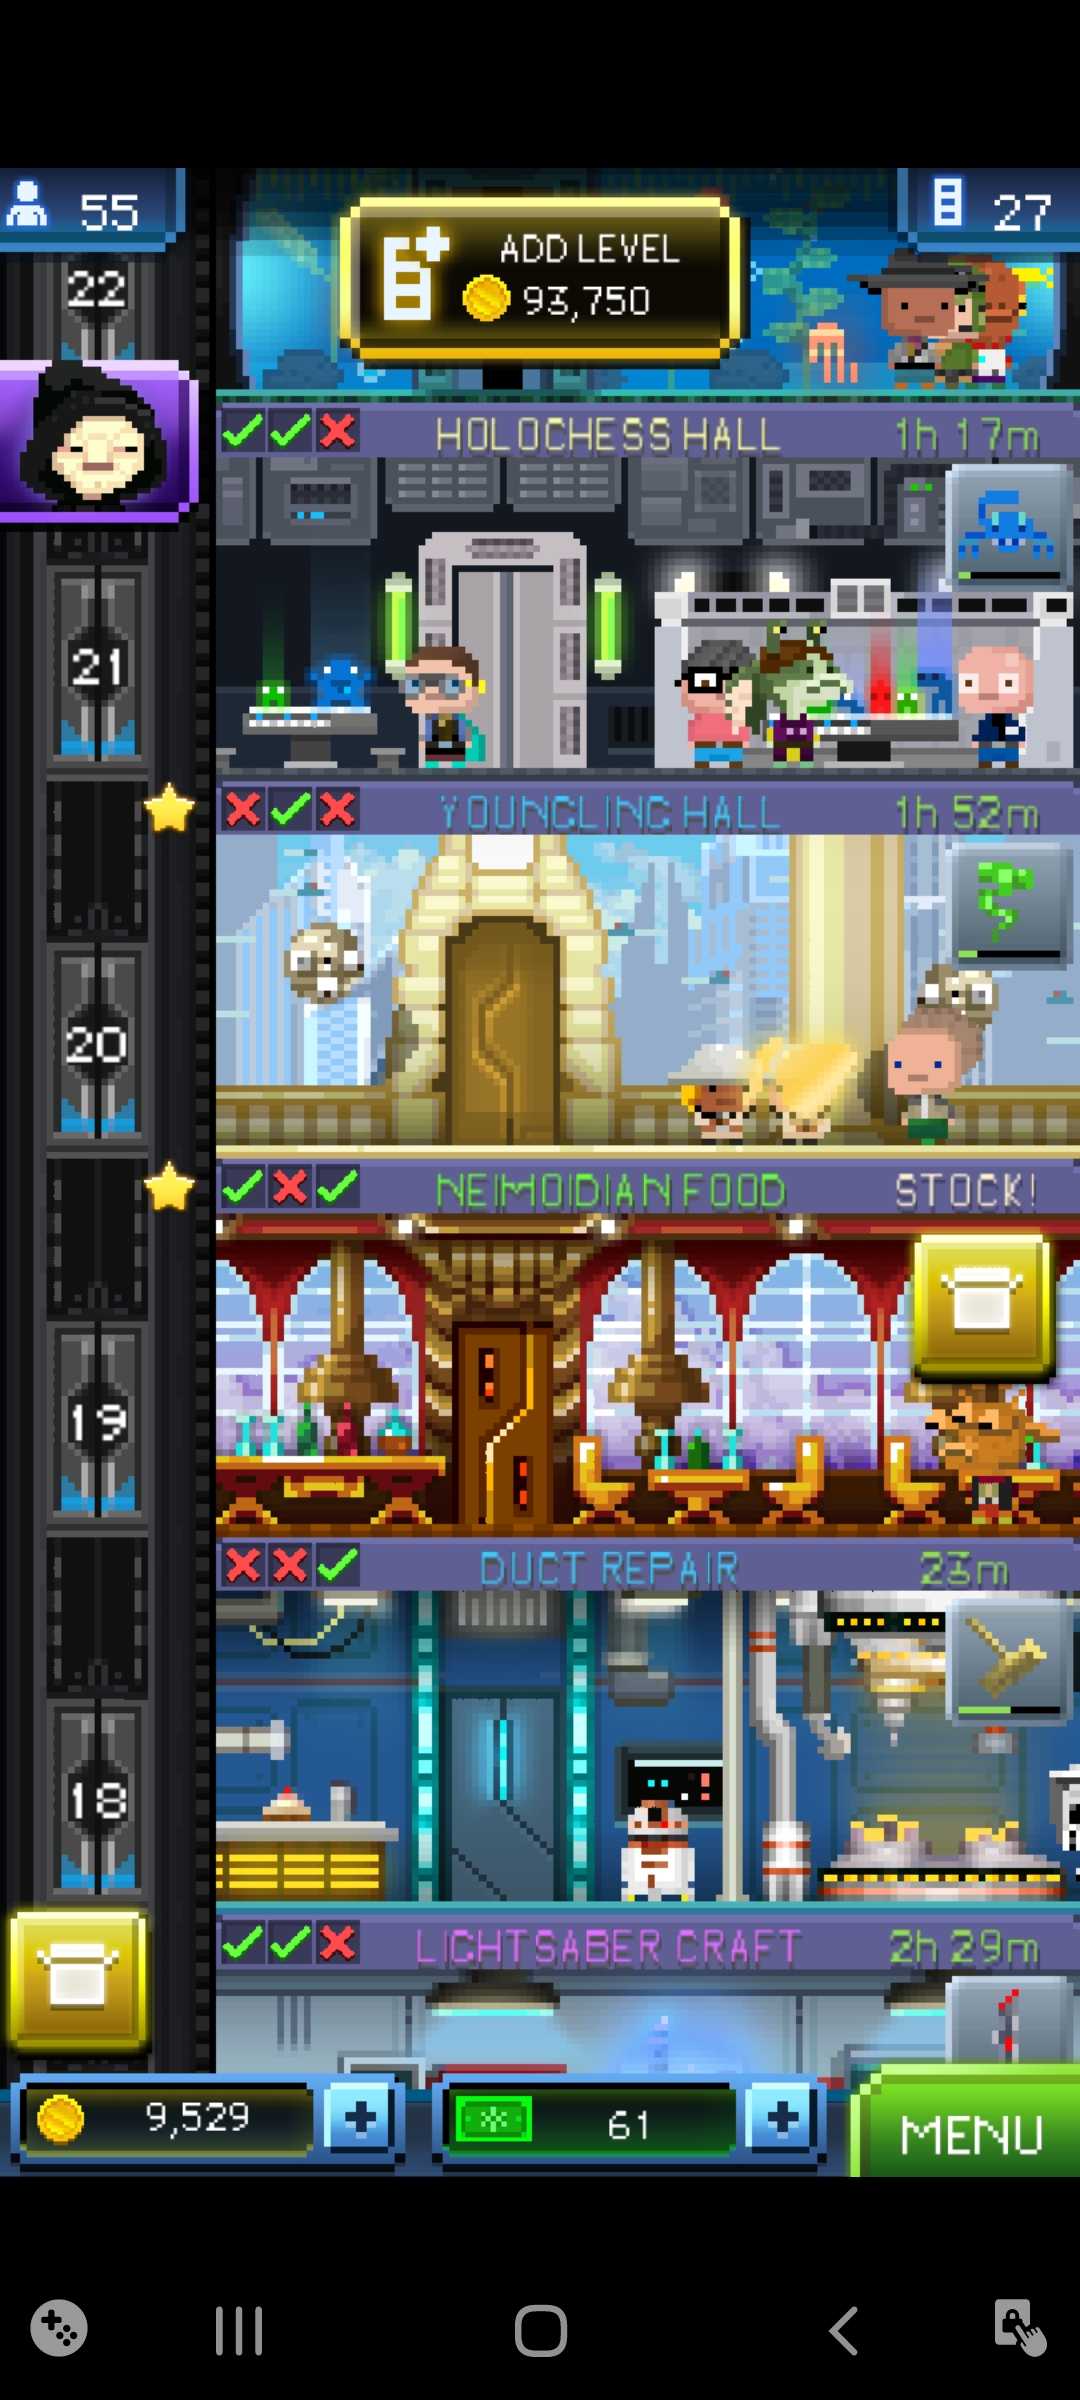 55
ADD LEVEL
93,750
27
22
HOLOCHESS HALL
1h 17m
21
YOUNGLING HALL
1h 52m
20
NEIMOIDIAN FOOD
STOCK!
19
DUCT REPAIR
23m
18
LIGHTSABER CRAFT
2h 29m
9,529
61
MENU